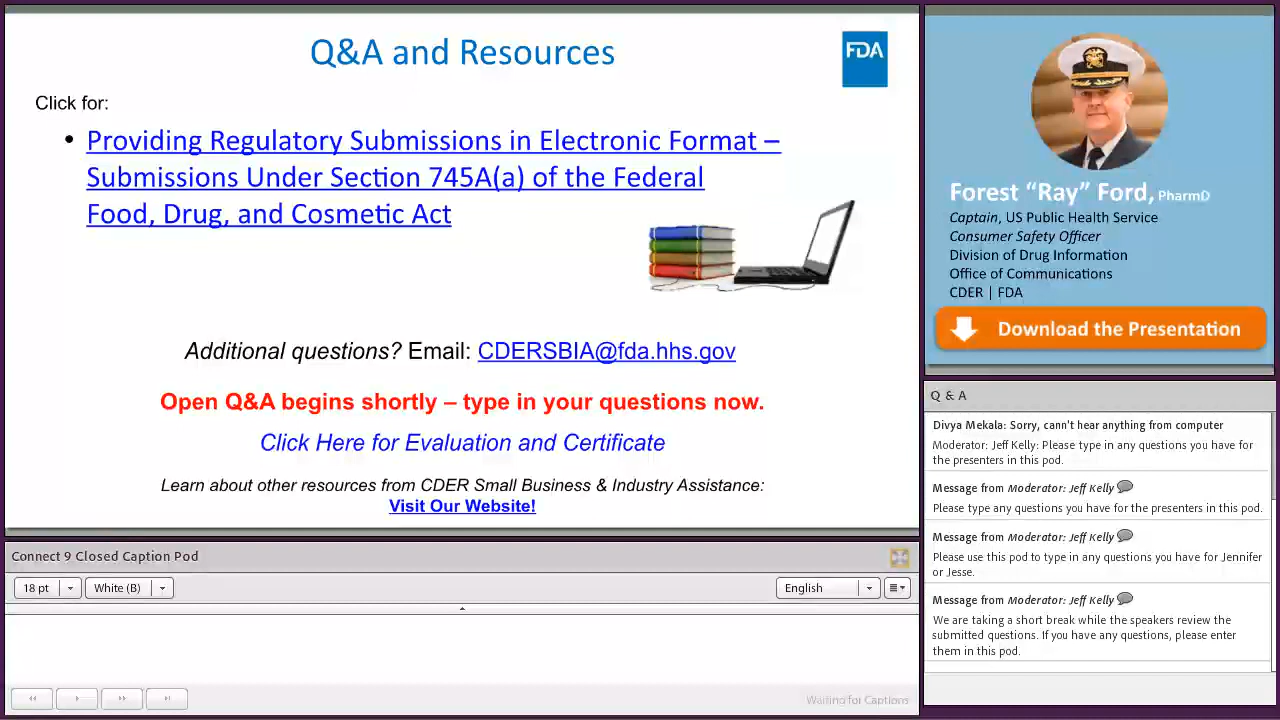 Q&A and Resources
FDA
Click for:
• Providing Regulatory Submissions in Electronic Format –
Submissions Under Section 745A(a) of the Federal
Food, Drug, and Cosmetic Act
Additional questions? Email: CDERSBIA@fda.hhs.gov
Open Q&A begins shortly – type in your questions now.
Click Here for Evaluation and Certificate
Learn about other resources from CDER Small Business & Industry Assistance:
Visit Our Website!
Forest “Ray” Ford, PharmD
Captain, US Public Health Service
Consumer Safety Officer
Division of Drug Information
Office of Communications
CDER | FDA
Download the Presentation
Q & A
Divya Mekala: Sorry, cann't hear anything from computer
Moderator: Jeff Kelly: Please type in any questions you have for
the presenters in this pod.
Message from Moderator: Jeff Kelly
Please type any questions you have for the presenters in this pod.
Message from Moderator: Jeff Kelly
Please use this pod to type in any questions you have for Jennifer
or Jesse.
Message from Moderator: Jeff Kelly
We are taking a short break while the speakers review the
submitted questions. If you have any questions, please enter
them in this pod.
Connect 9 Closed Caption Pod
18 pt
White (B)
English
Waiting for Captions